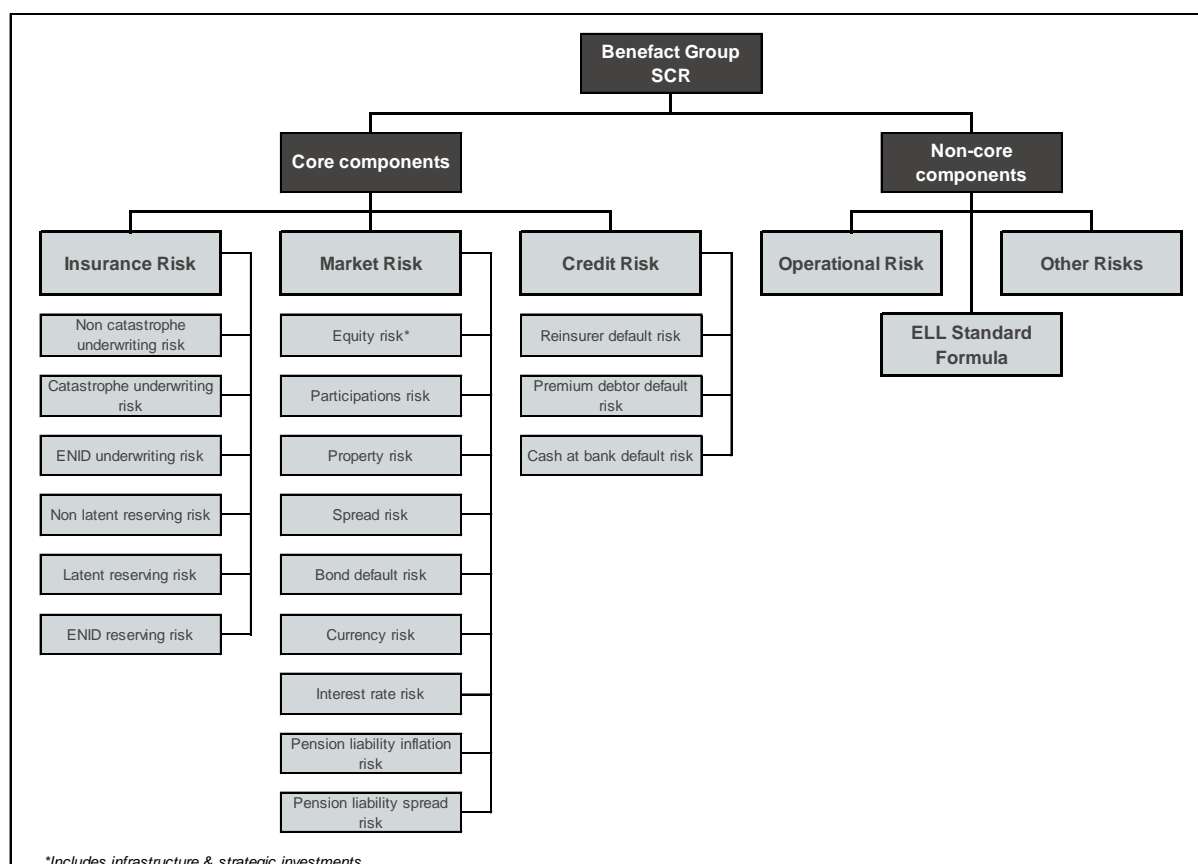 Benefact Group
SCR
Core components
Non-core
components
Insurance Risk
Market Risk
Credit Risk
Operational Risk
Other Risks
Non catastrophe
underwriting risk
Equity risk*
Reinsurer default risk
ELL Standard
Formula
Catastrophe underwriting
risk
Participations risk
Premium debtor default
risk
ENID underwriting risk
Property risk
Cash at bank default risk
Non latent reserving risk
Spread risk
Latent reserving risk
Bond default risk
ENID reserving risk
Currency risk
Interest rate risk
Pension liability inflation
risk
Pension liability spread
risk
*Includes infrastructure & strategic investments